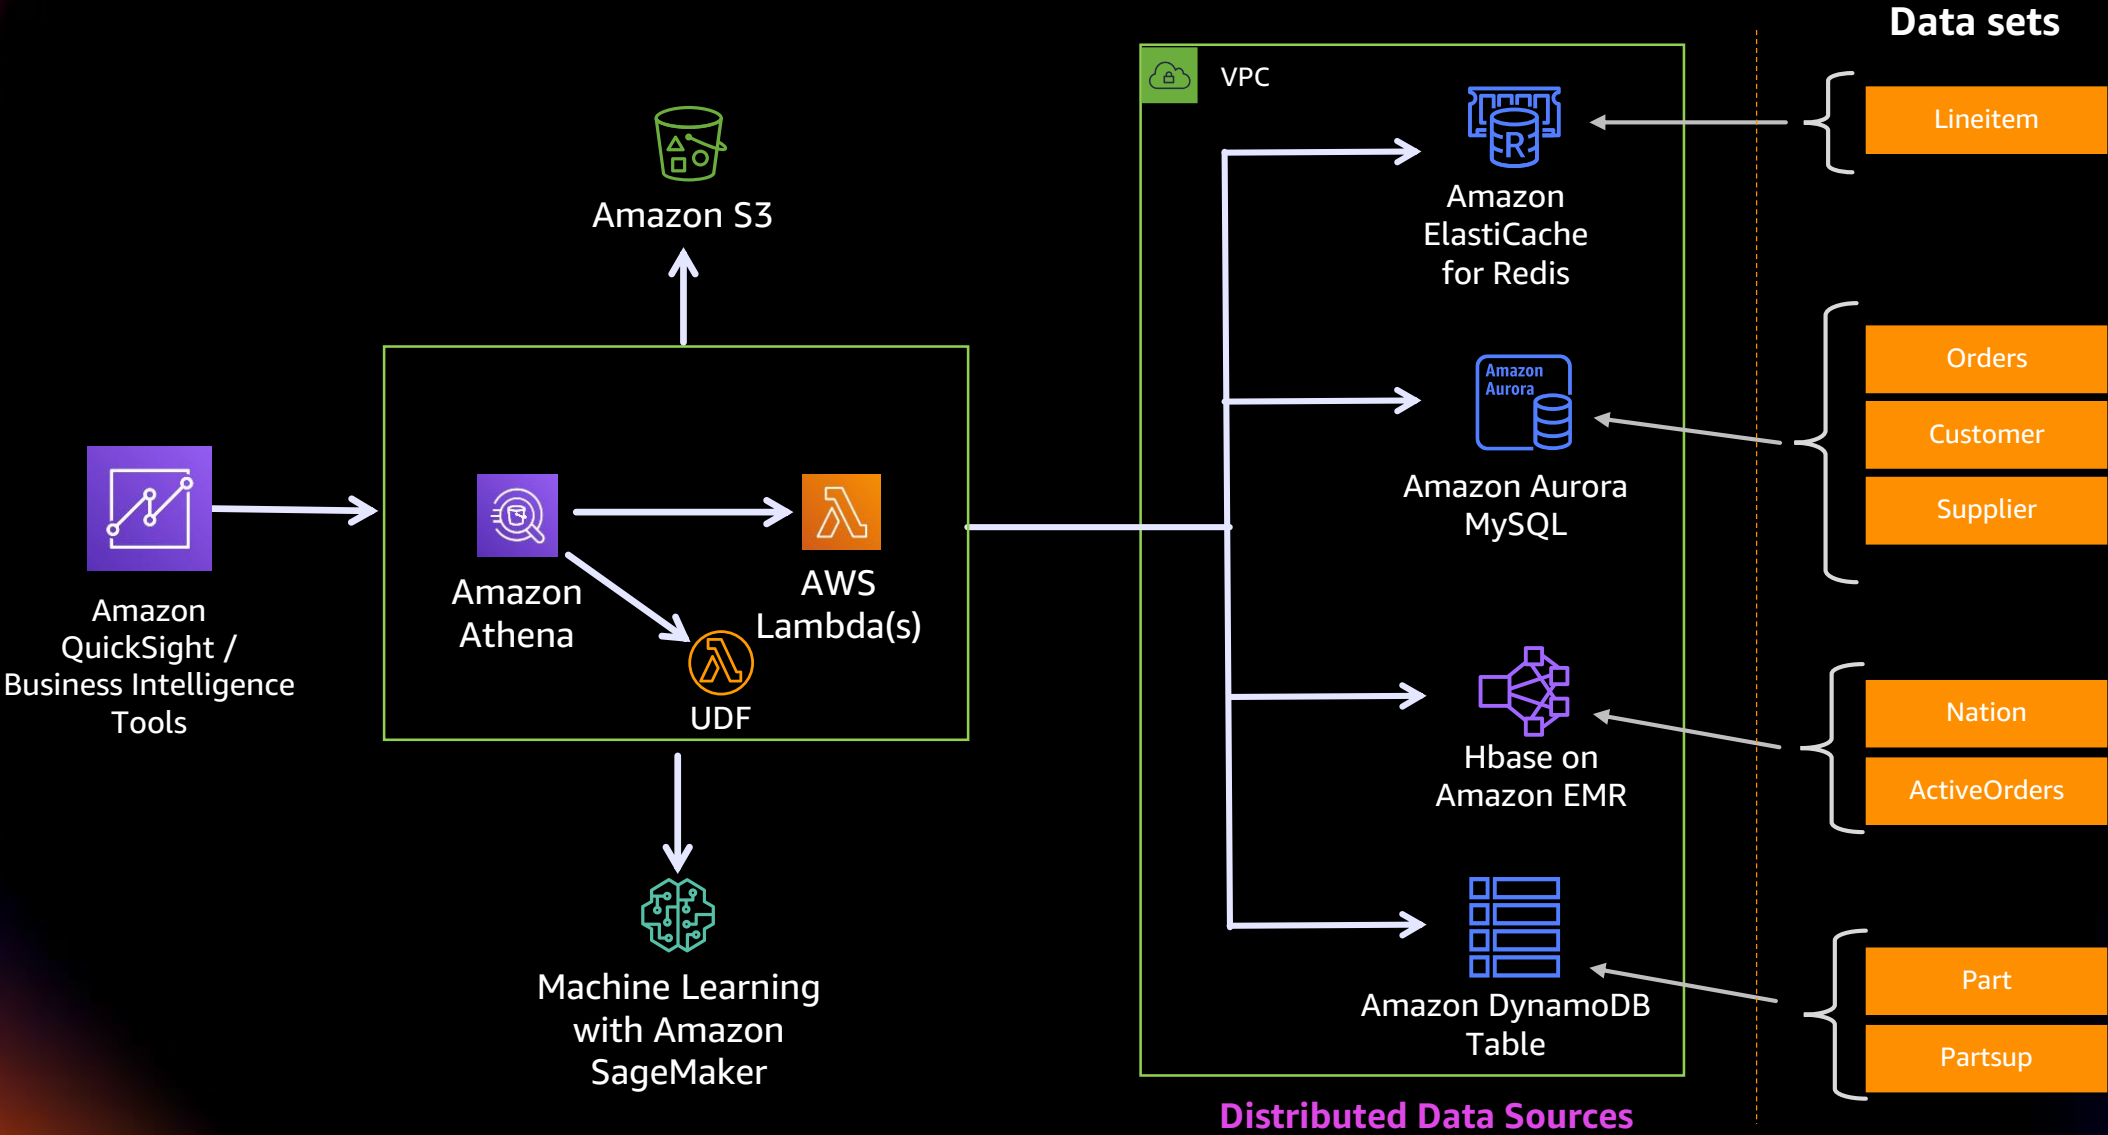 Data sets
VPC
Lineitem
Amazon
ElastiCache
for Redis
R
Amazon S3
Orders
Customer
Supplier
Amazon
Aurora
Amazon Aurora
MySQL
Amazon
QuickSight /
Business Intelligence
Tools
Amazon
Athena
AWS
Lambda(s)
UDF
Nation
ActiveOrders
Hbase on
Amazon EMR
Machine Learning
with Amazon
SageMaker
Part
Partsup
Amazon DynamoDB
Table
Distributed Data Sources